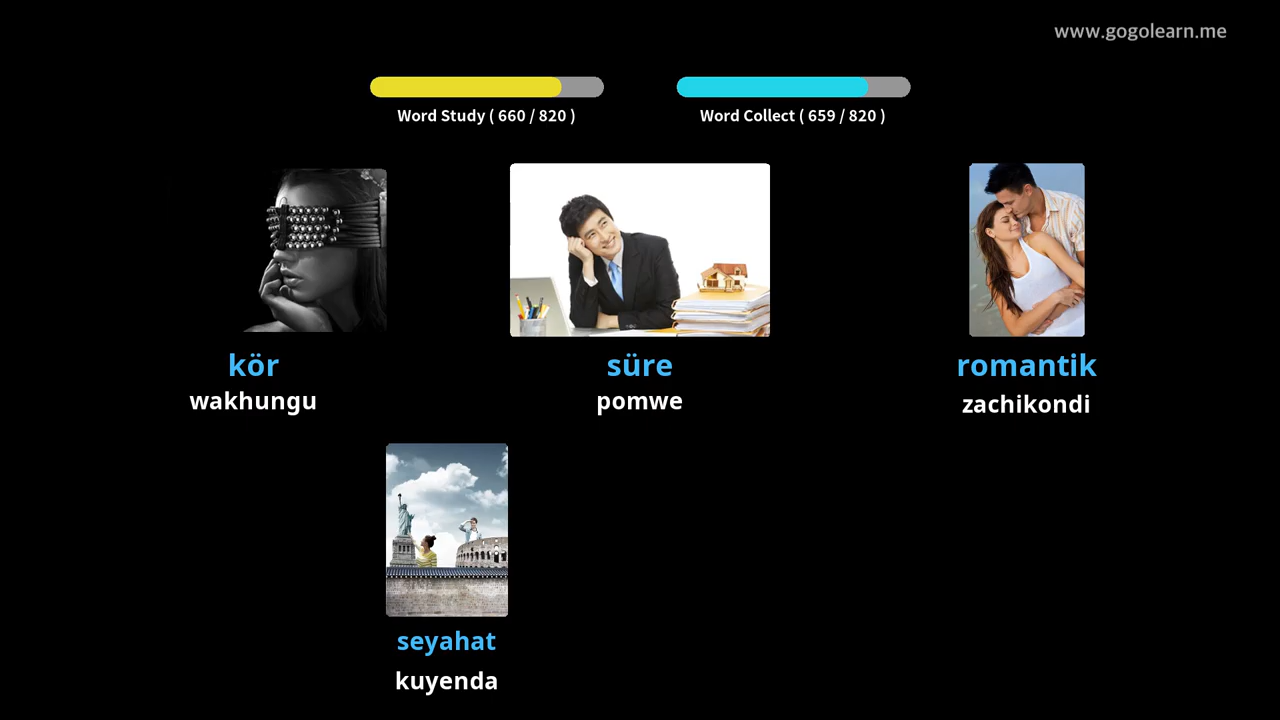 www.gogolearn.me
Word Study ( 660 / 820 )
Word Collect ( 659 / 820 )
kör
wakhungu
süre
pomwe
romantik
zachikondi
seyahat
kuyenda